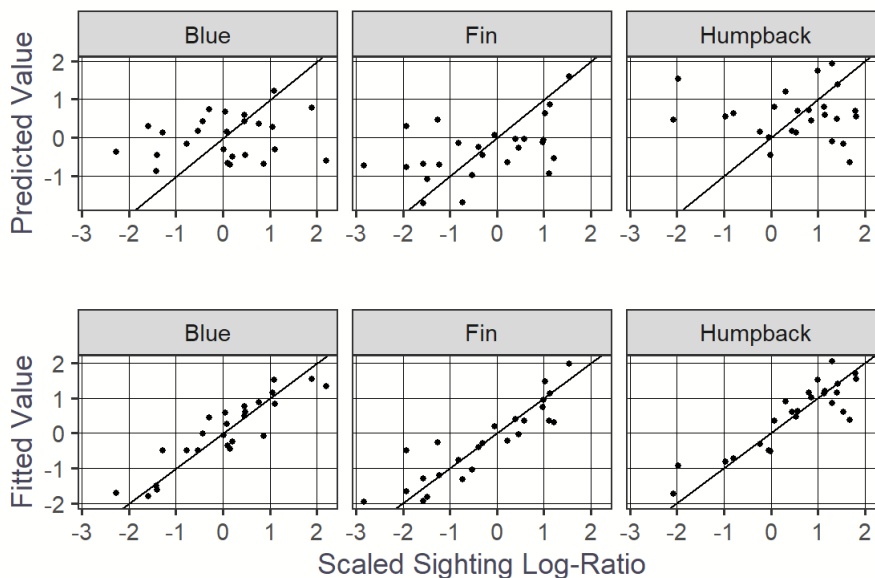 Blue Fin Humpback
Predicted Value
2
1
0
-1
-3 -2 -1 0 1 2 -3 -2 -1 0 1 2 -3 -2 -1 0 1 2
Blue Fin Humpback
Fitted Value
2
1
0
-1
-2
-3 -2 -1 0 1 2 -3 -2 -1 0 1 2 -3 -2 -1 0 1 2
Scaled Sighting Log-Ratio